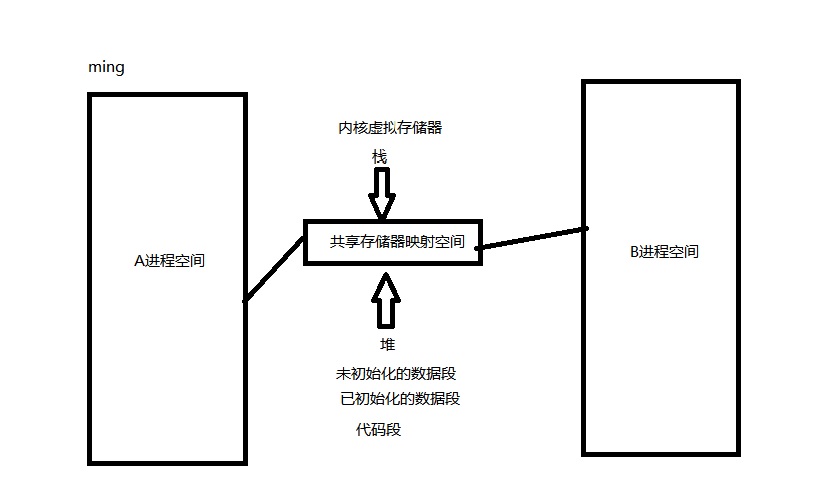 ming
内核虚拟存储器
栈
共享存储器映射空间
A进程空间
B进程空间
堆
未初始化的数据段
已初始化的数据段
代码段